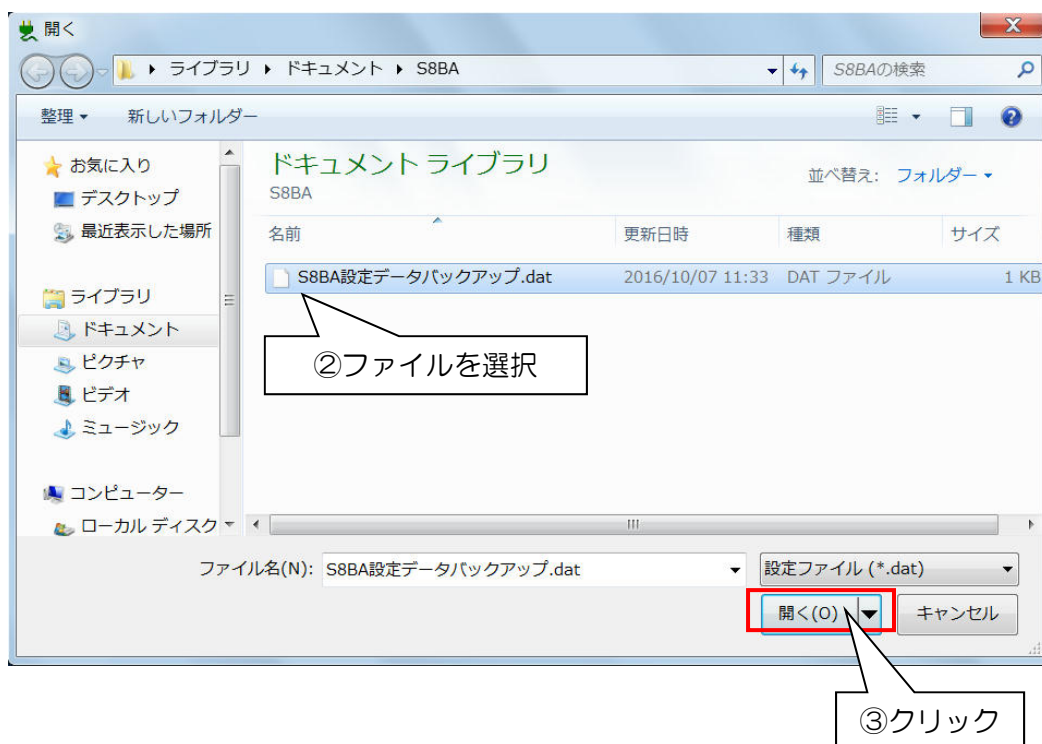 開く
ライブラリ ▸ ドキュメント ▸ S8BA
S8BAの検索
整理
新しいフォルダー
お気に入り
デスクトップ
最近表示した場所
ライブラリ
ドキュメント
ピクチャ
ビデオ
ミュージック
コンピューター
ローカル ディスク
ドキュメント ライブラリ
S8BA
並べ替え: フォルダー
名前 更新日時 種類 サイズ
S8BA設定データバックアップ.dat 2016/10/07 11:33 DAT ファイル 1 KB
②ファイルを選択
ファイル名(N): S8BA設定データバックアップ.dat
設定ファイル (*.dat)
開く(O)
キャンセル
③クリック